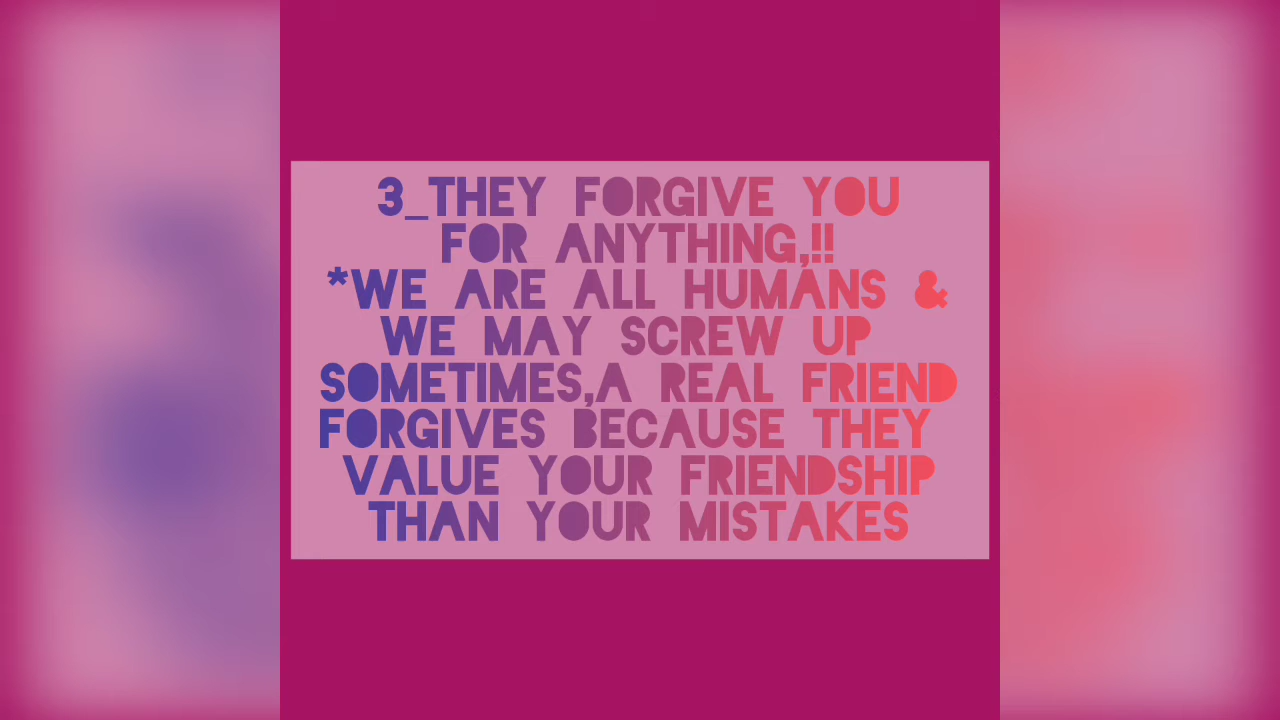 3_THEY FORGIVE YOU
FOR ANYTHING,!!
*WE ARE ALL HUMANS &
WE MAY SCREW UP
SOMETIMES,A REAL FRIEND
FORGIVES BECAUSE THEY
VALUE YOUR FRIENDSHIP
THAN YOUR MISTAKES